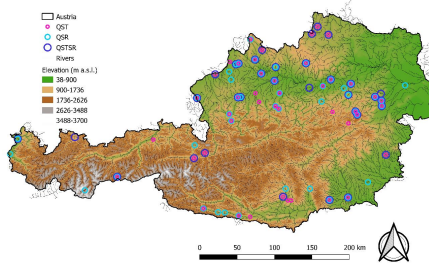 Austria
QST
QSR
QSTSR
Rivers
Elevation (m a.s.l.)
38-900
900-1736
1736-2626
2626-3488
3488-3700
0 50 100 150 200 km